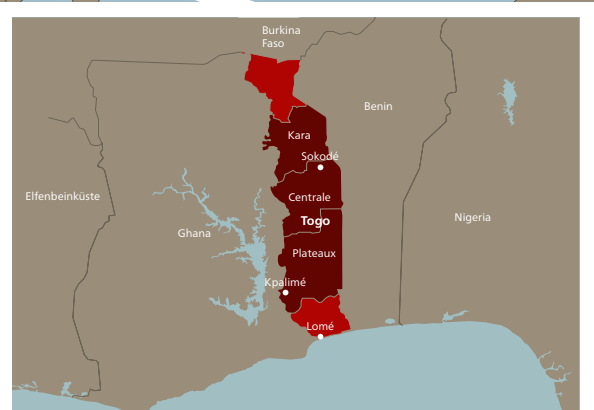 Burkina
Faso
Benin
Kara
Sokodé
Elfenbeinküste
Centrale
Togo
Nigeria
Ghana
Plateaux
Kpalimé
Lomé